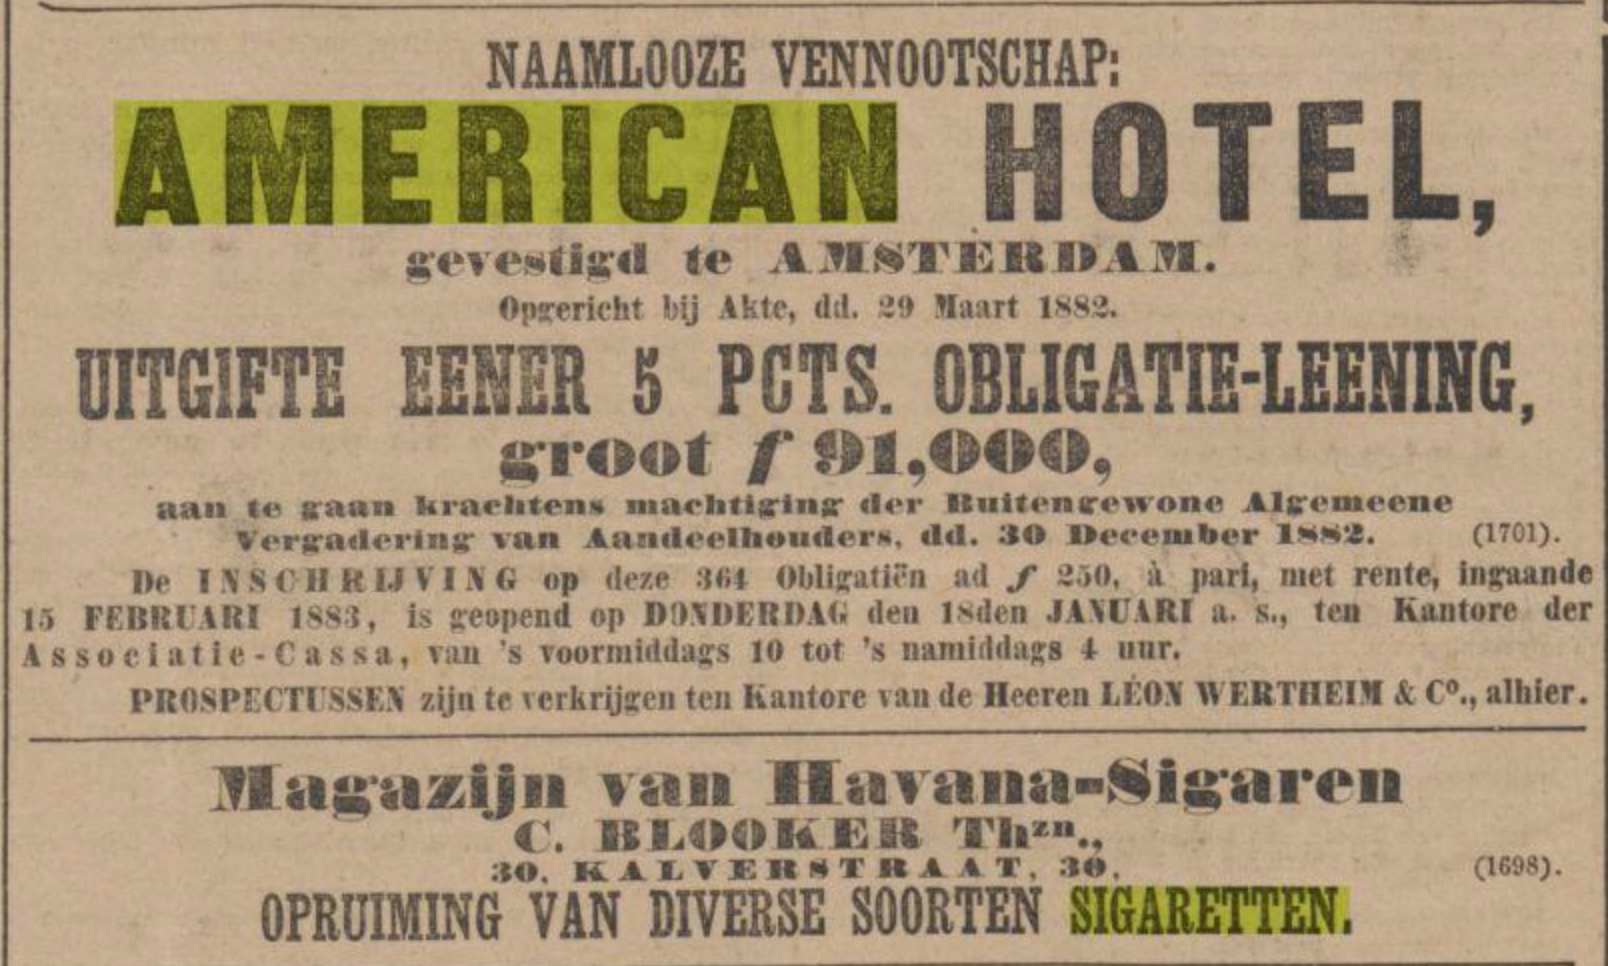 NAAMLOOZE VENNOOTSCHAP:
AMERICAN HOTEL,
gevestigd te AMSTERDAM.
Opgericht bij Akte, dd. 29 Maart 1882.
UITGIFTE EENER 5 PCTS. OBLIGATIE-LEENING,
groot f 91,000,
aan te gaan krachtens machtiging der Buitengewone Algemeene
Vergadering van Aandeelhouders, dd. 30 December 1882. (1701).
De INSCHRIJVING op deze 364 Obligatiën ad f 250, à pari, met rente, ingaande
15 FEBRUARI 1883, is geopend op DONDERDAG den 18den JANUARI a. s., ten Kantore der
Associatie-Cassa, van 's voormiddags 10 tot 's namiddags 4 uur.
PROSPECTUSSEN zijn te verkrijgen ten Kantore van de Heeren LÉON WERTHEIM & Co., alhier.
Magazijn van Havana-Sigaren
C. BLOOKER Thzn.,
30, KALVERSTRAAT, 30, (1698).
OPRUIMING VAN DIVERSE SOORTEN SIGARETTEN.